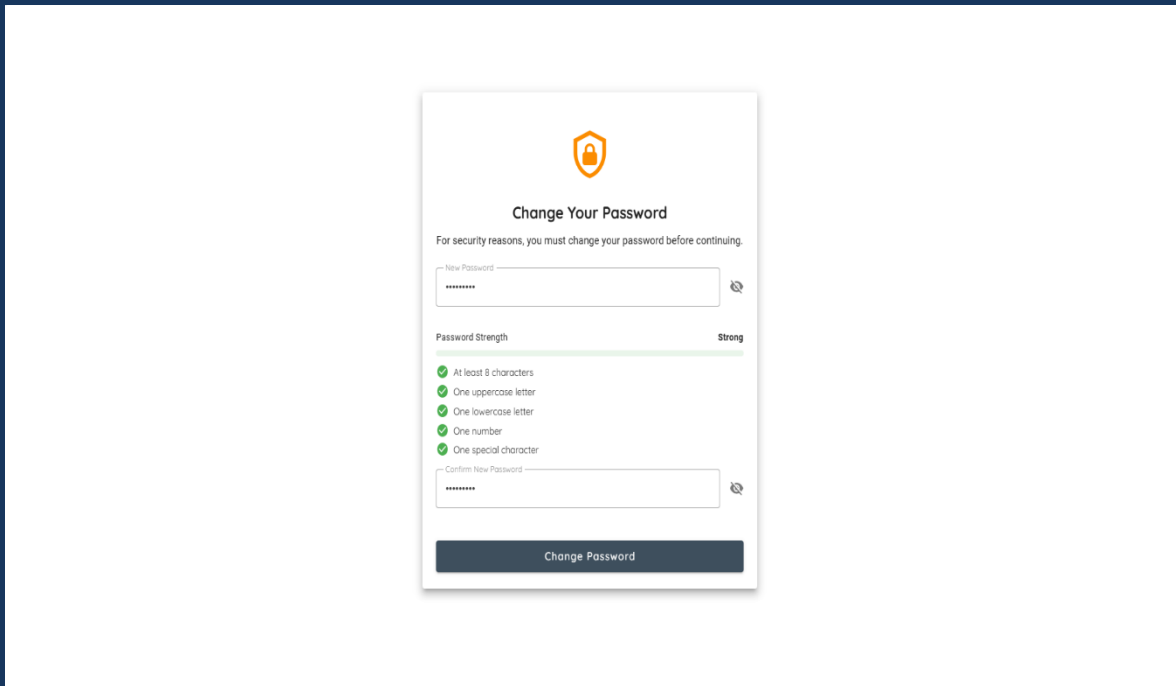 Change Your Password
For security reasons, you must change your password before continuing.
New Password
•••••••••
Password Strength Strong
At least 8 characters
One uppercase letter
One lowercase letter
One number
One special character
Confirm New Password
•••••••••
Change Password